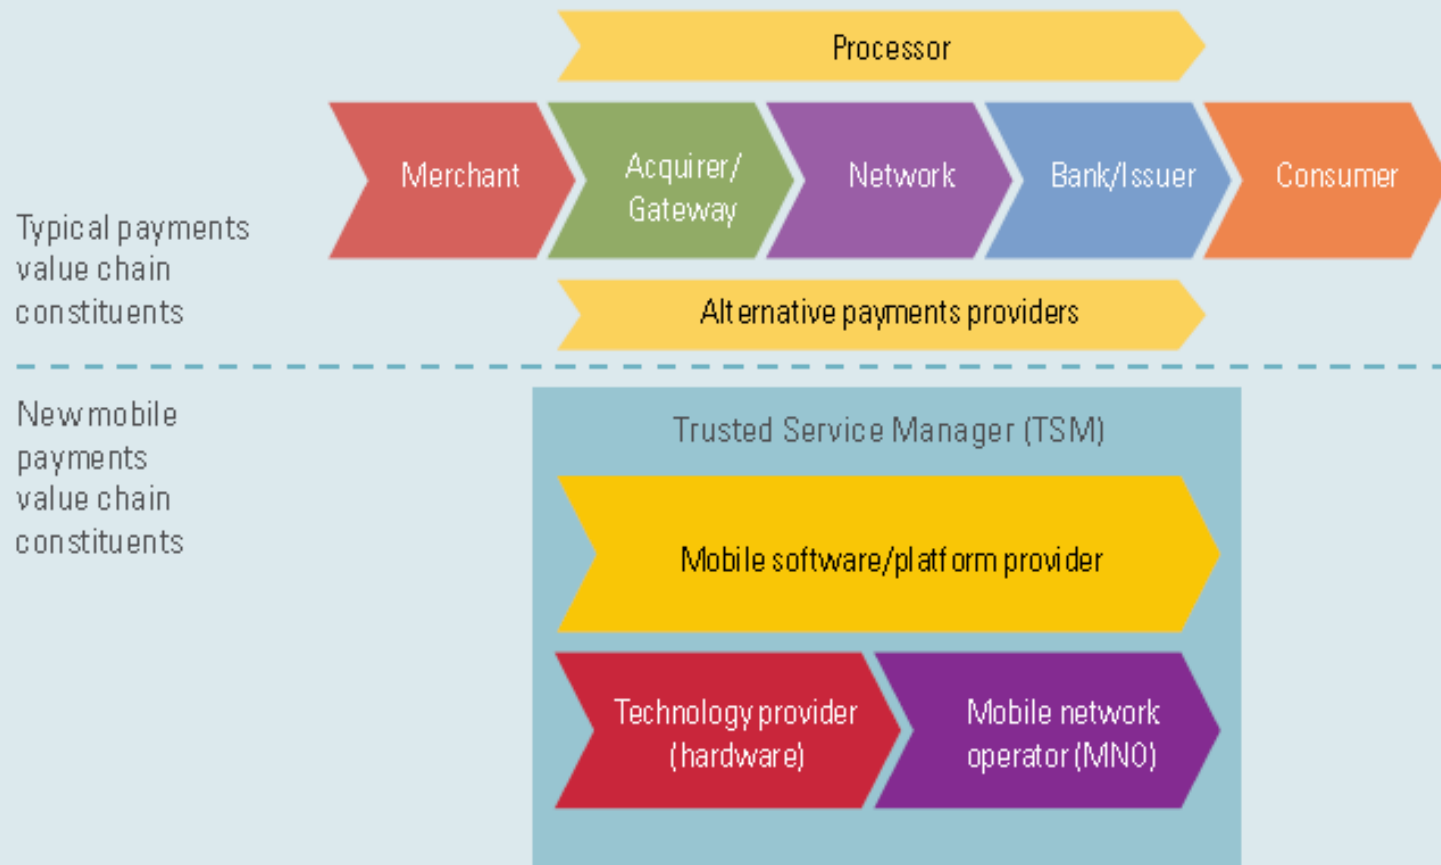 Processor
Merchant
Acquirer/
Gateway
Network
Bank/Issuer
Consumer
Typical payments
value chain
constituents
Alternative payments providers
New mobile
payments
value chain
constituents
Trusted Service Manager (TSM)
Mobile software/platform provider
Technology provider
(hardware)
Mobile network
operator (MNO)